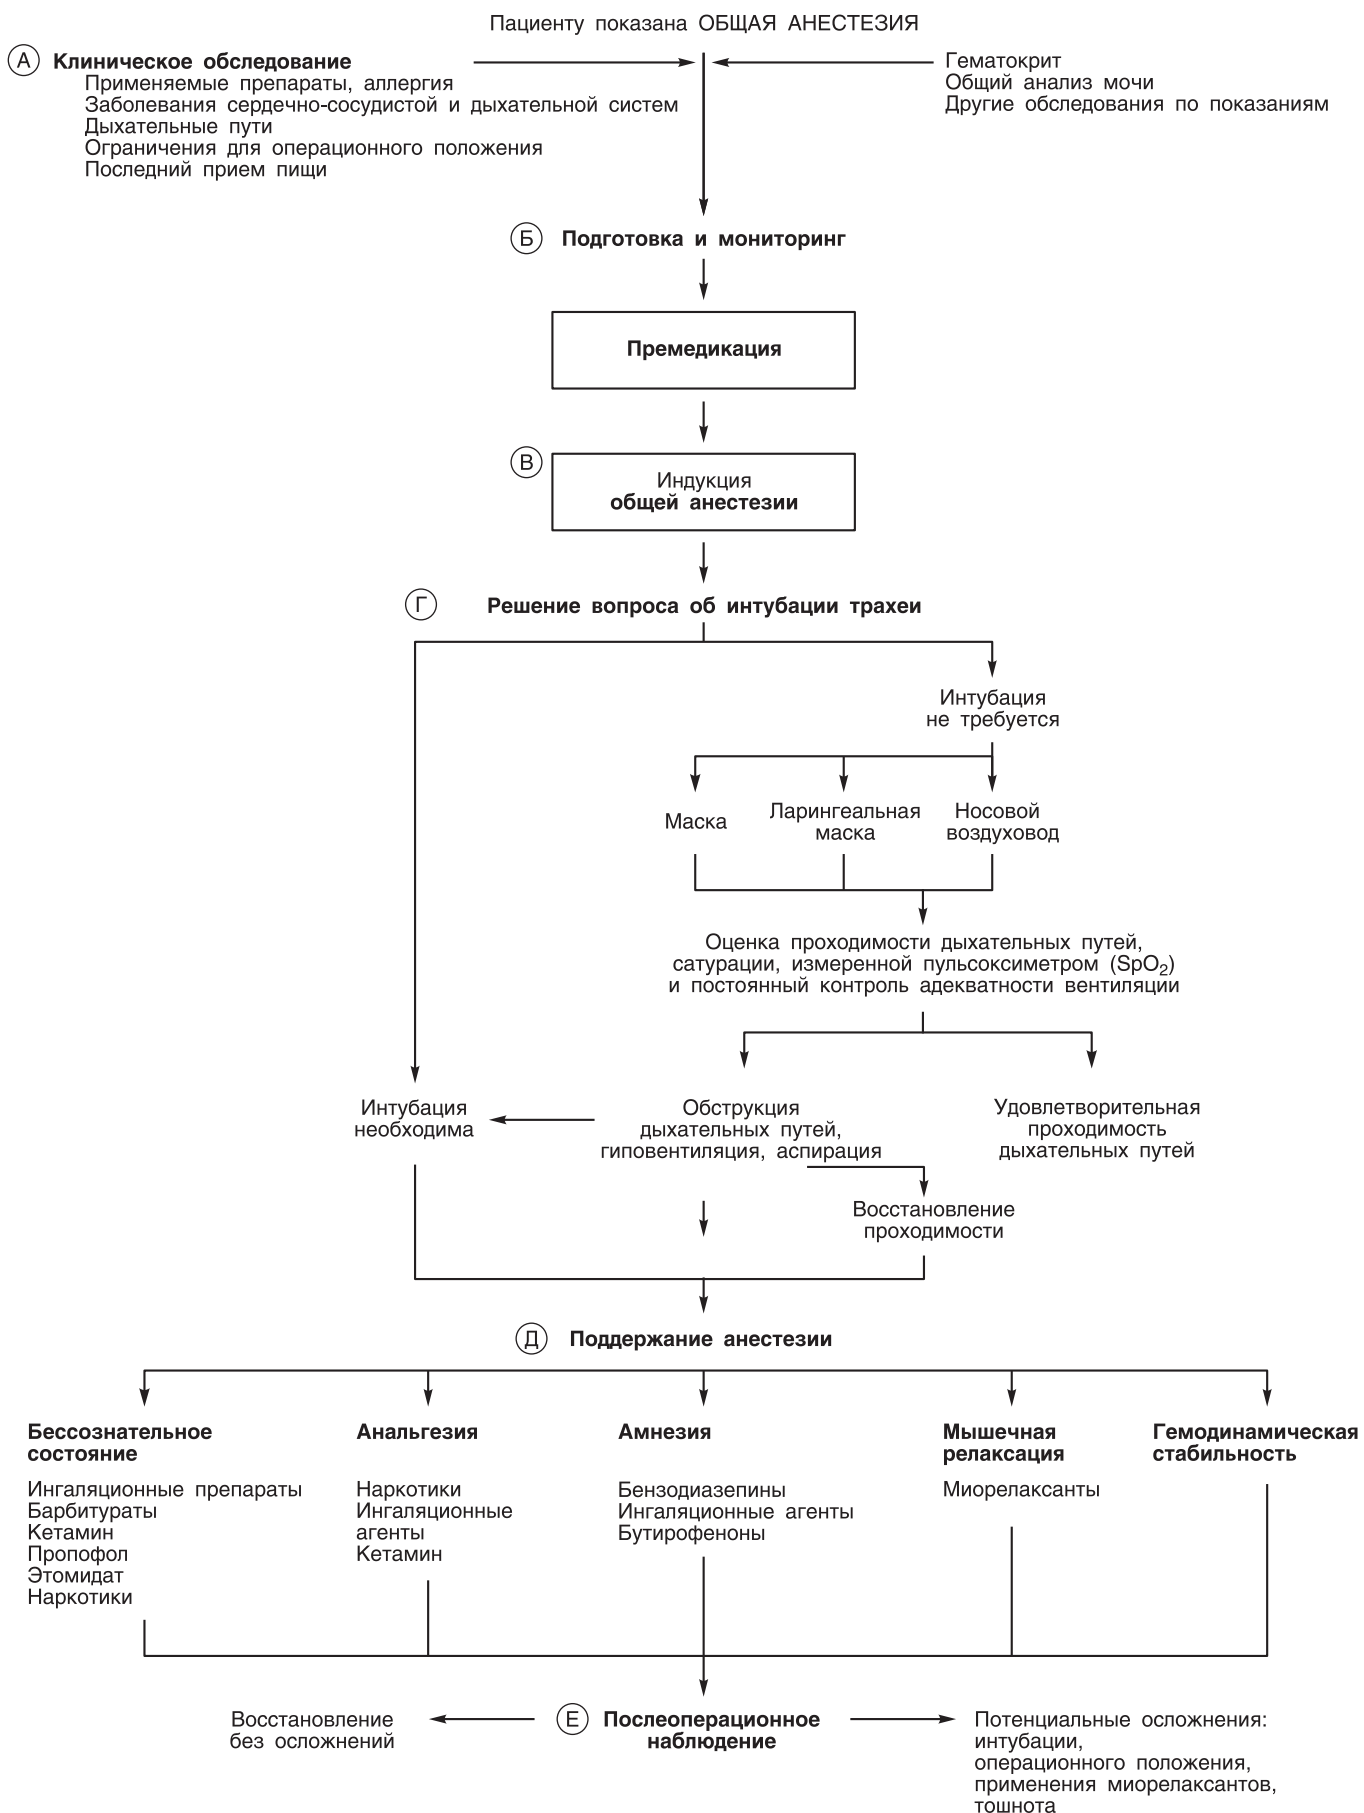 Пациенту показана ОБЩАЯ АНЕСТЕЗИЯ
А Клиническое обследование
Применяемые препараты, аллергия
Заболевания сердечно-сосудистой и дыхательной систем
Дыхательные пути
Ограничения для операционного положения
Последний прием пищи
Гематокрит
Общий анализ мочи
Другие обследования по показаниям
Б Подготовка и мониторинг
Премедикация
В
Индукция
общей анестезии
Г Решение вопроса об интубации трахеи
Интубация
не требуется
Маска
Ларингеальная
маска
Носовой
воздуховод
Оценка проходимости дыхательных путей,
сатурации, измеренной пульсоксиметром (SpO₂)
и постоянный контроль адекватности вентиляции
Интубация
необходима
Обструкция
дыхательных путей,
гиповентиляция, аспирация
Удовлетворительная
проходимость
дыхательных путей
Восстановление
проходимости
Д Поддержание анестезии
Бессознательное
состояние
Ингаляционные препараты
Барбитураты
Кетамин
Пропофол
Этомидат
Наркотики
Анальгезия
Наркотики
Ингаляционные
агенты
Кетамин
Амнезия
Бензодиазепины
Ингаляционные агенты
Бутирофеноны
Мышечная
релаксация
Миорелаксанты
Гемодинамическая
стабильность
Восстановление
без осложнений
Е Послеоперационное
наблюдение
Потенциальные осложнения:
интубации,
операционного положения,
применения миорелаксантов,
тошнота